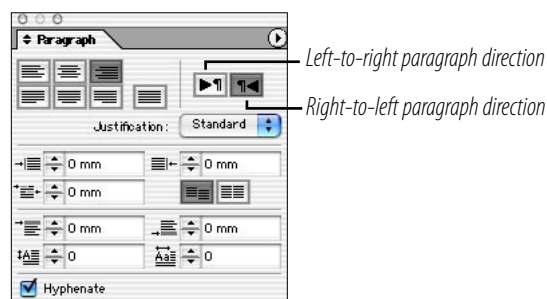 Paragraph
Left-to-right paragraph direction
Right-to-left paragraph direction
Justification: Standard
0 mm 0 mm
0 mm
0 mm 0 mm
0 0
Hyphenate